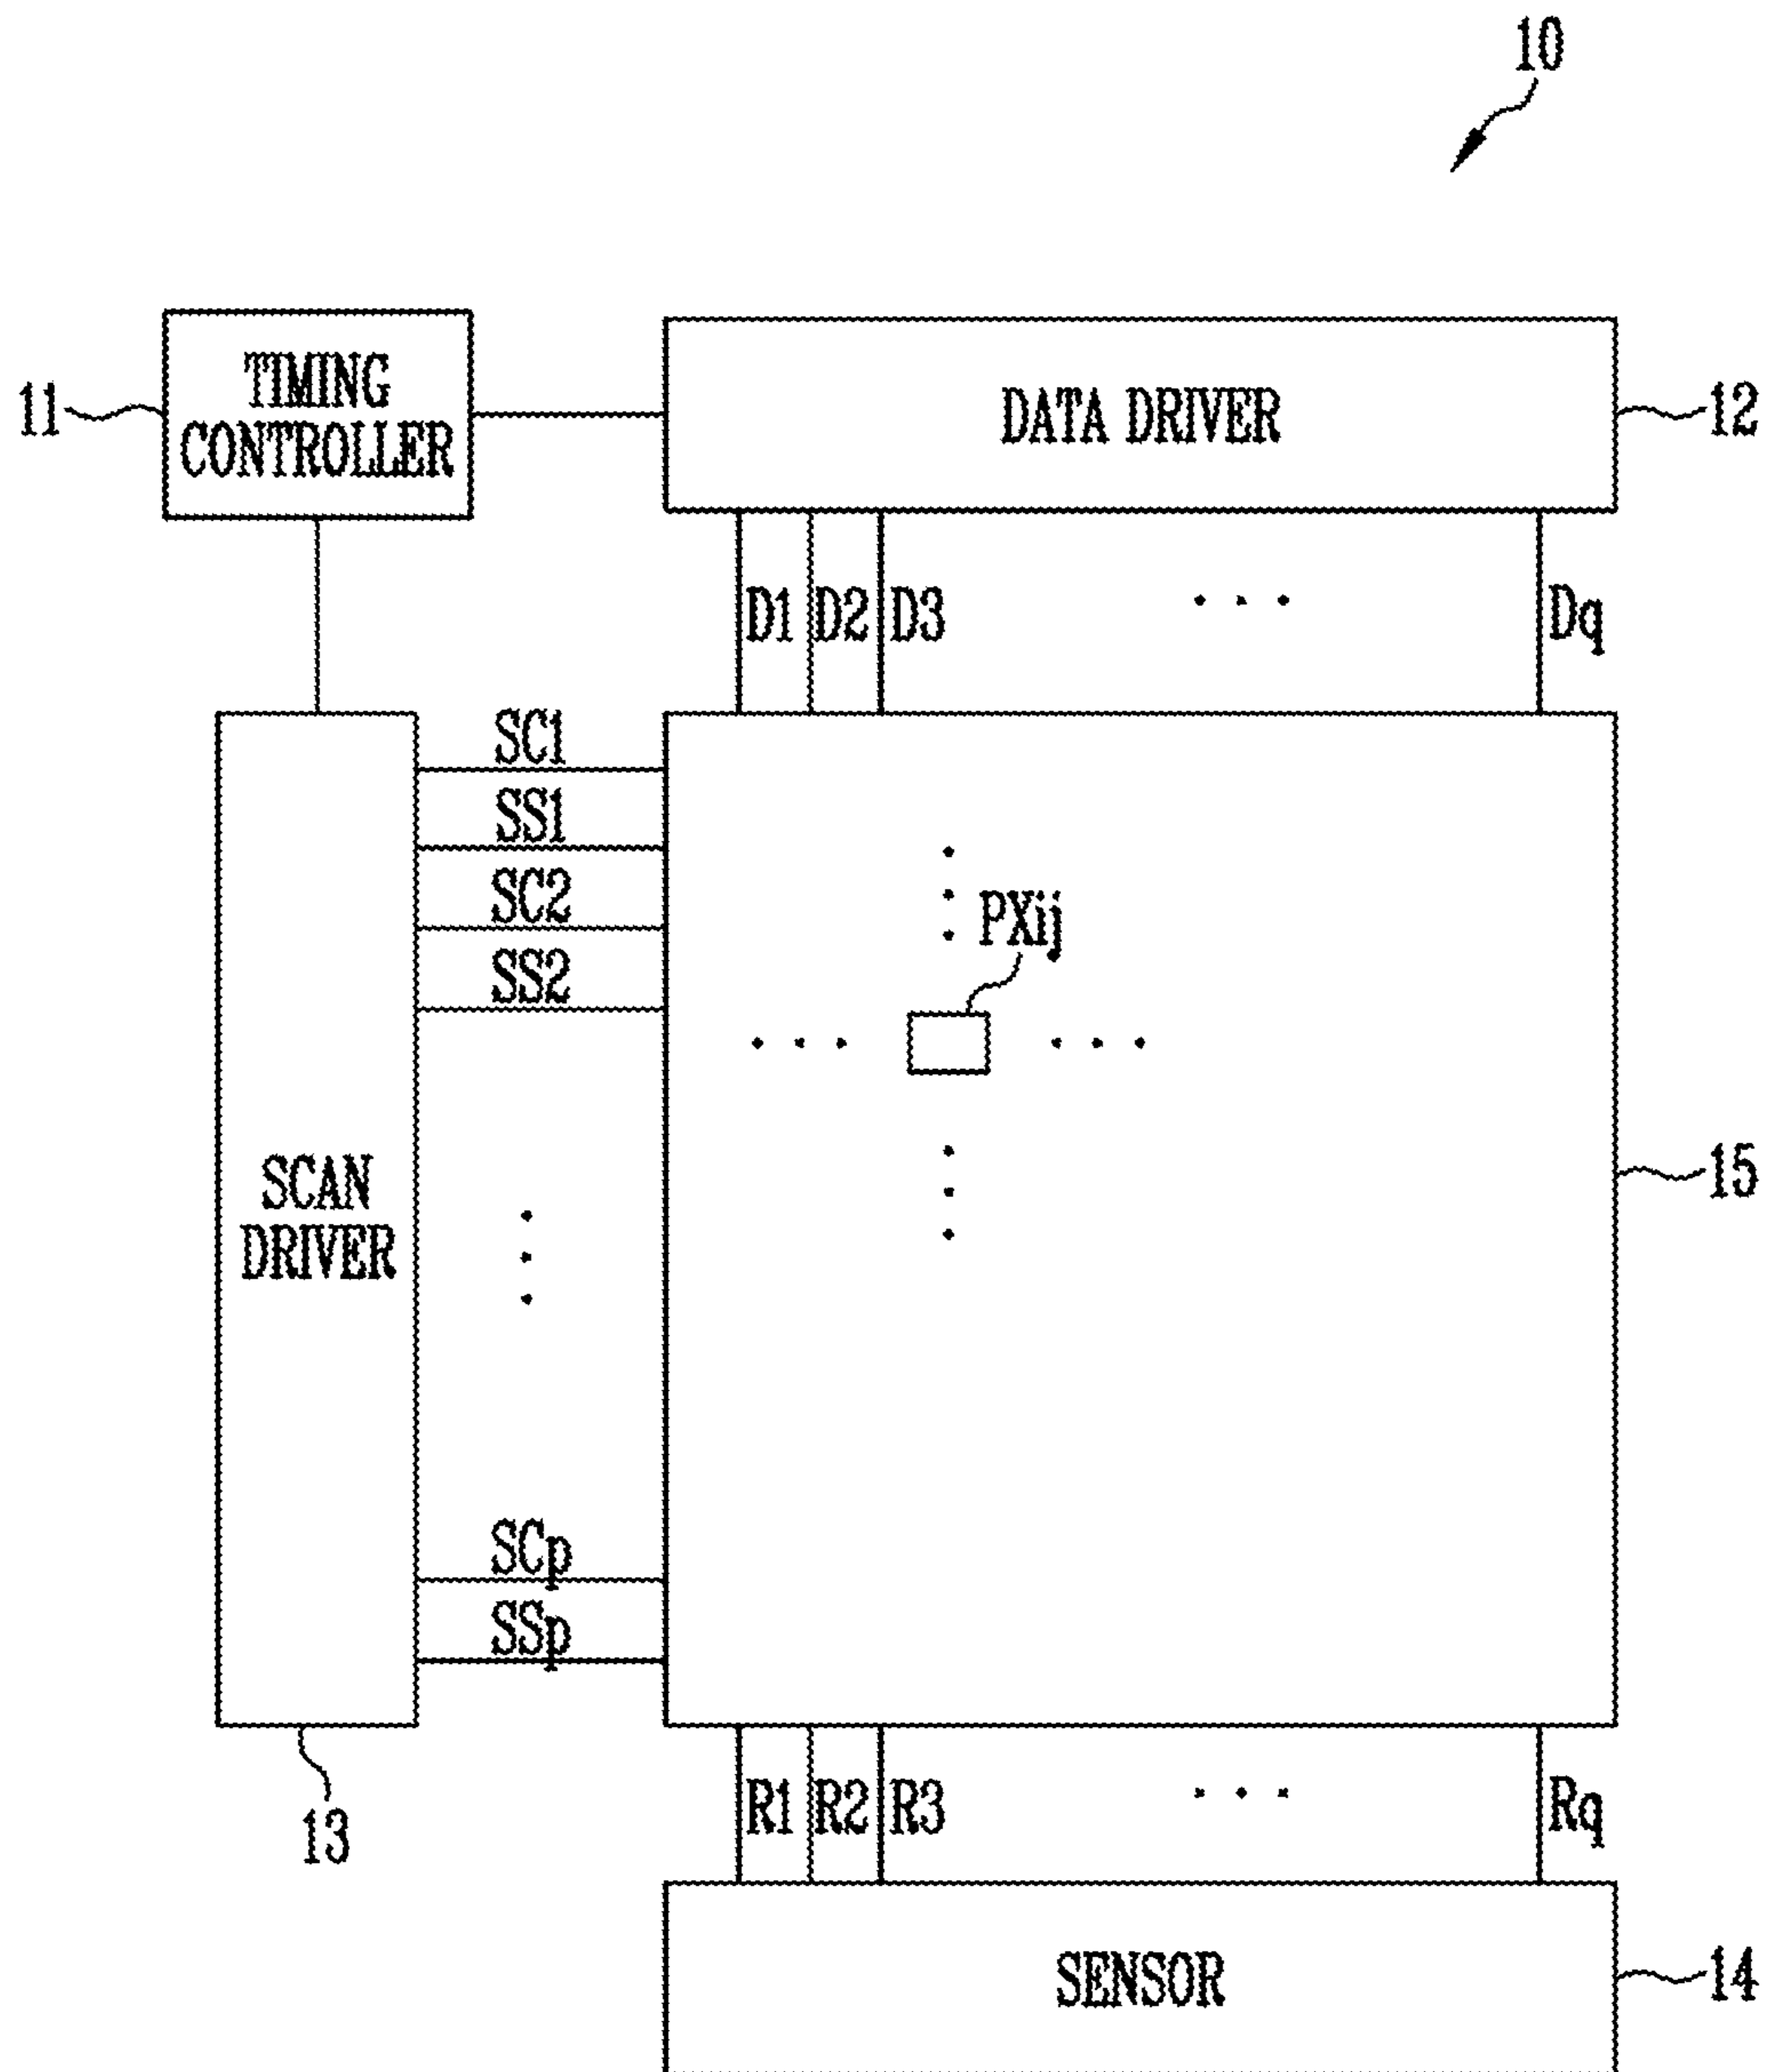 10
TIMING
CONTROLLER
11
DATA DRIVER
12
D1 D2 D3 ... Dq
SC1
SS1
SC2
SS2
PXij
SCAN
DRIVER
15
SCp
SSp
13
R1 R2 R3 ... Rq
SENSOR
14